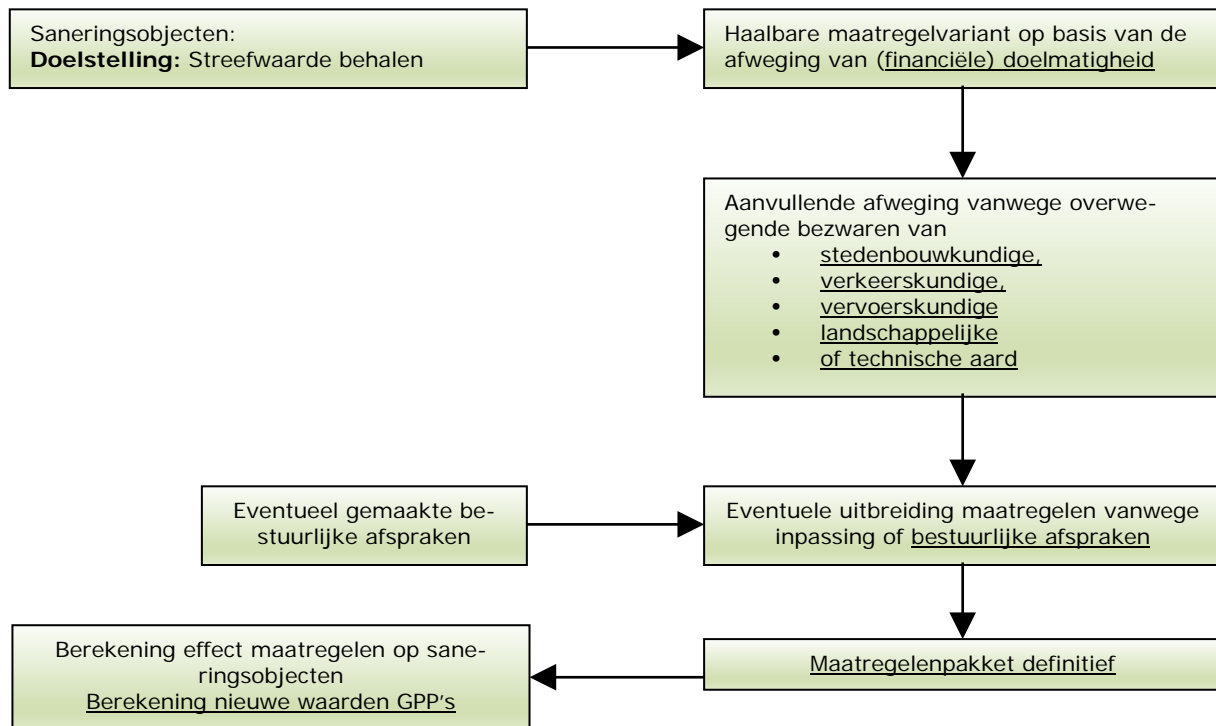 Saneringsobjecten:
Doelstelling: Streefwaarde behalen
Haalbare maatregelvariant op basis van de
afweging van (financiële) doelmatigheid
Aanvullende afweging vanwege overwe-
gende bezwaren van
• stedenbouwkundige,
• verkeerskundige,
• vervoerskundige
• landschappelijke
• of technische aard
Eventueel gemaakte be-
stuurlijke afspraken
Eventuele uitbreiding maatregelen vanwege
inpassing of bestuurlijke afspraken
Maatregelenpakket definitief
Berekening effect maatregelen op sane-
ringsobjecten
Berekening nieuwe waarden GPP's